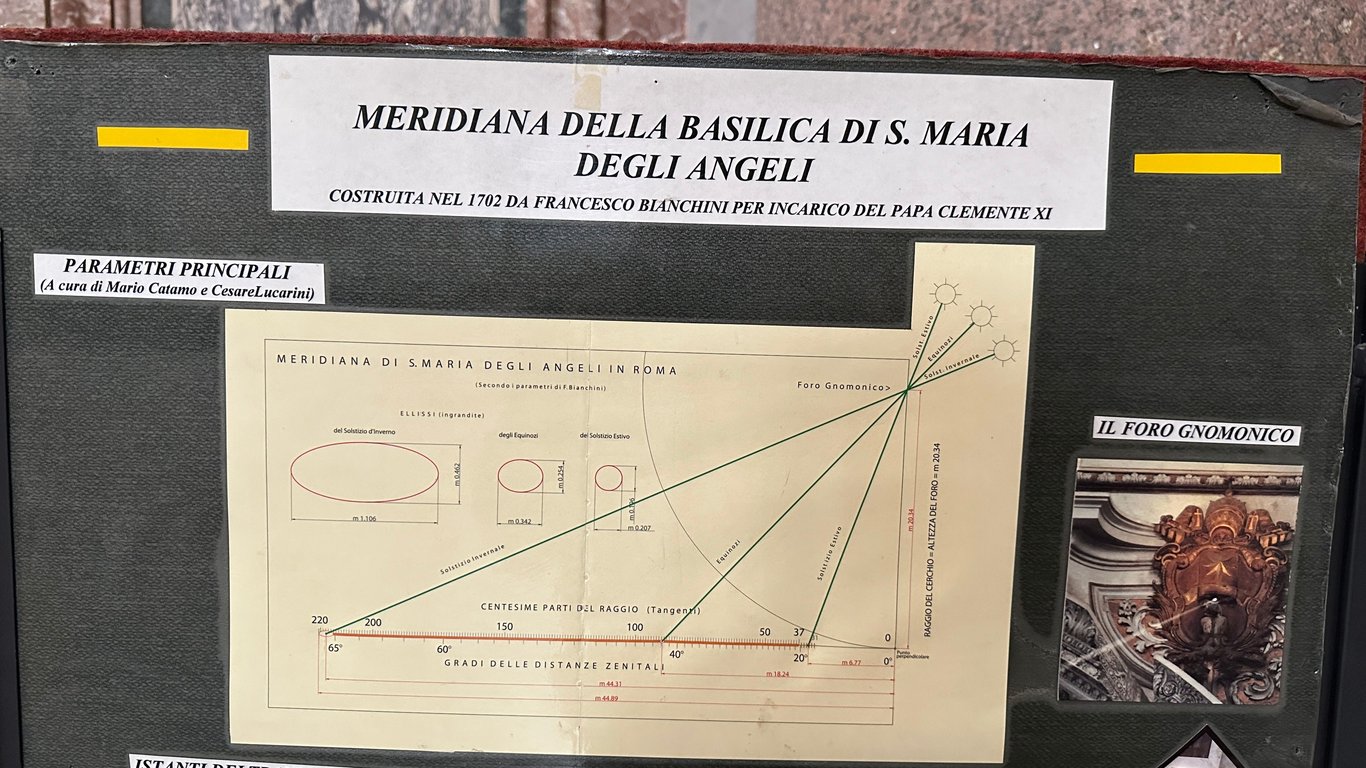 MERIDIANA DELLA BASILICA DI S. MARIA
DEGLI ANGELI
COSTRUITA NEL 1702 DA FRANCESCO BIANCHINI PER INCARICO DEL PAPA CLEMENTE XI
PARAMETRI PRINCIPALI
(A cura di Mario Catamo e CesareLucarini)
MERIDIANA DI S.MARIA DEGLI ANGELI IN ROMA
(Secondo i parametri di F.Bianchini)
ELLISSI (ingrandite)
del Solstizio d'Inverno
degli Equinozi
del Solstizio Estivo
m 0.462
m 1.106
m 0.254
m 0.342
m 0.207
Solst. Estivo
Equinozi
Solst. Invernale
Foro Gnomonico>
Solstizio Invernale
Equinozi
Solstizio Estivo
m 20.34
RAGGIO DEL CERCHIO = ALTEZZA DEL FORO = m 20.34
CENTESIME PARTI DEL RAGGIO (Tangenti)
220 200 150 100 50 37 0
65° 60° 40° 20° 0°
Punto
perpendicolare
GRADI DELLE DISTANZE ZENITALI
m 6.77
m 18.24
m 44.31
m 44.89
IL FORO GNOMONICO